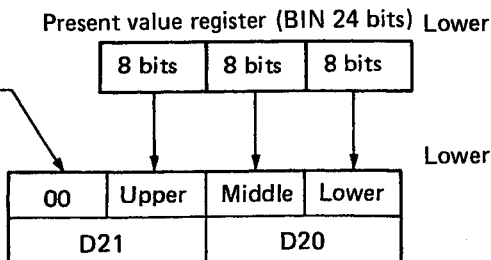 Present value register (BIN 24 bits) Lower
8 bits 8 bits 8 bits
Lower
00 Upper Middle Lower
D21 D20